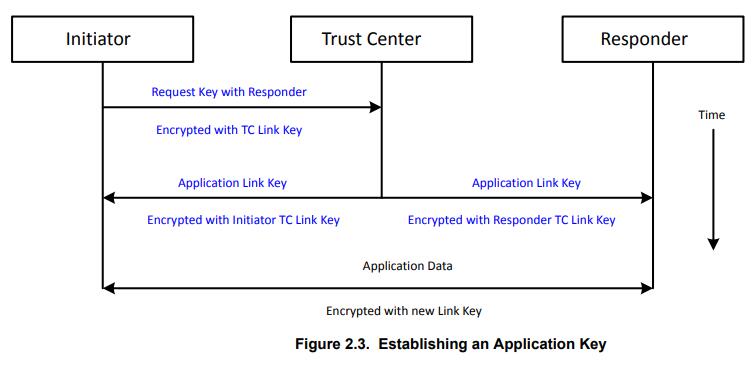 Initiator
Trust Center
Responder
Request Key with Responder
Time
Encrypted with TC Link Key
Application Link Key
Application Link Key
Encrypted with Initiator TC Link Key
Encrypted with Responder TC Link Key
Application Data
Encrypted with new Link Key
Figure 2.3. Establishing an Application Key